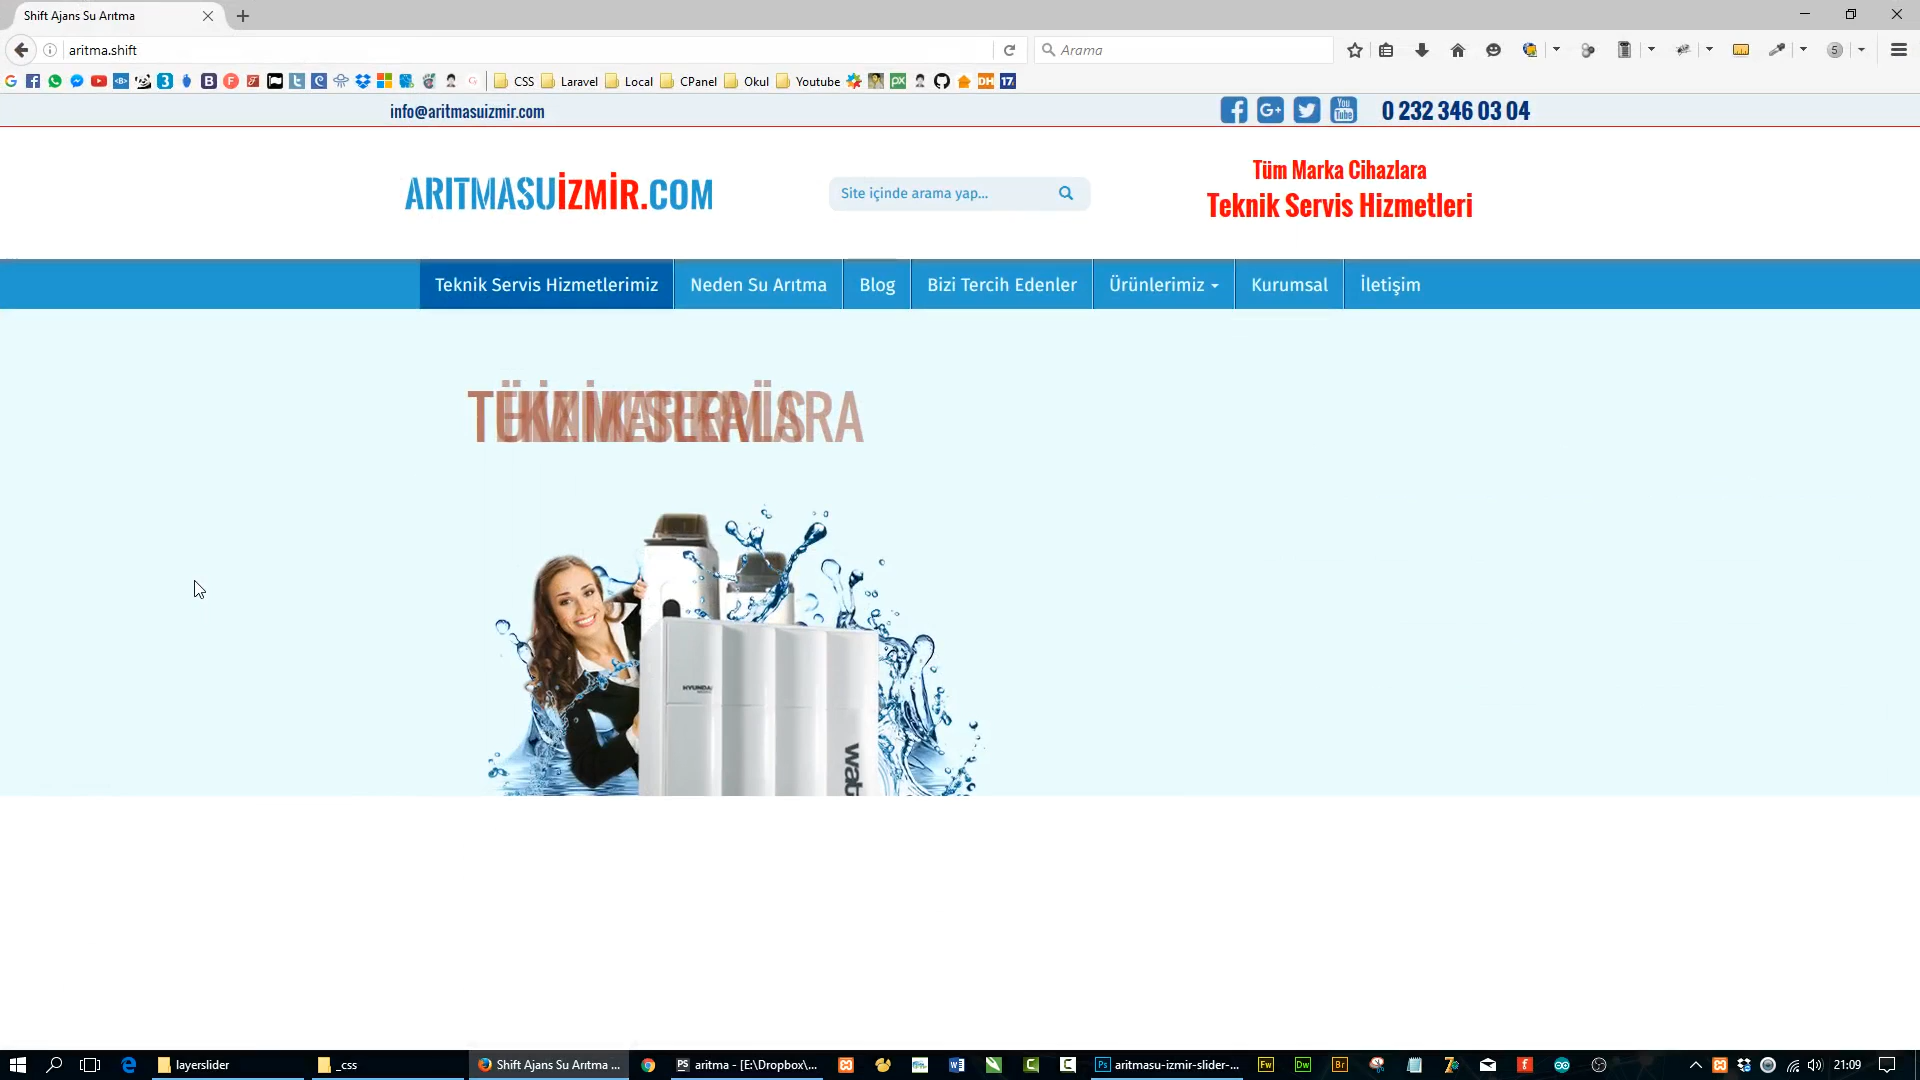 Shift Ajans Su Arıtma
aritma.shift
Arama
5
CSS
Laravel
Local
CPanel
Okul
Youtube
info@aritmasuizmir.com
0 232 346 03 04
ARITMASUİZMİR.COM
Site içinde arama yap...
Tüm Marka Cihazlara
Teknik Servis Hizmetleri
Teknik Servis Hizmetlerimiz
Neden Su Arıtma
Blog
Bizi Tercih Edenler
Ürünlerimiz
Kurumsal
İletişim
HYUNDAI
layerslider
_css
Shift Ajans Su Arıtma ...
aritma - [E:\Dropbox\...
aritmasu-izmir-slider-...
21:09